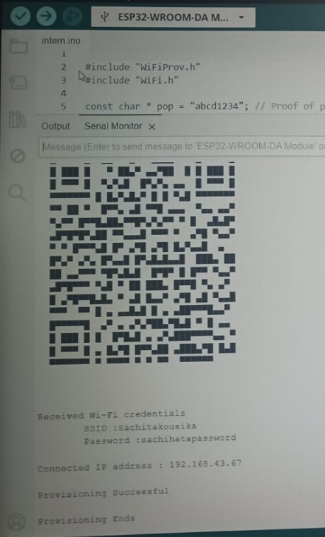 ESP32-WROOM-DA M...
intern ino
1
2 #include "WiFiProv.h"
3 #include "WiFi.h"
4
5 const char * pop = "abcd1234"; // Proof of p
Output Serial Monitor ×
Message (Enter to send message to 'ESP32-WROOM-DA Module' o
Received Wi-Fi credentials
SSID :Sachitakousika
Password :sachihatapassword
Connected IP address : 192.168.43.67
Provisioning Successful
Provisioning Ends